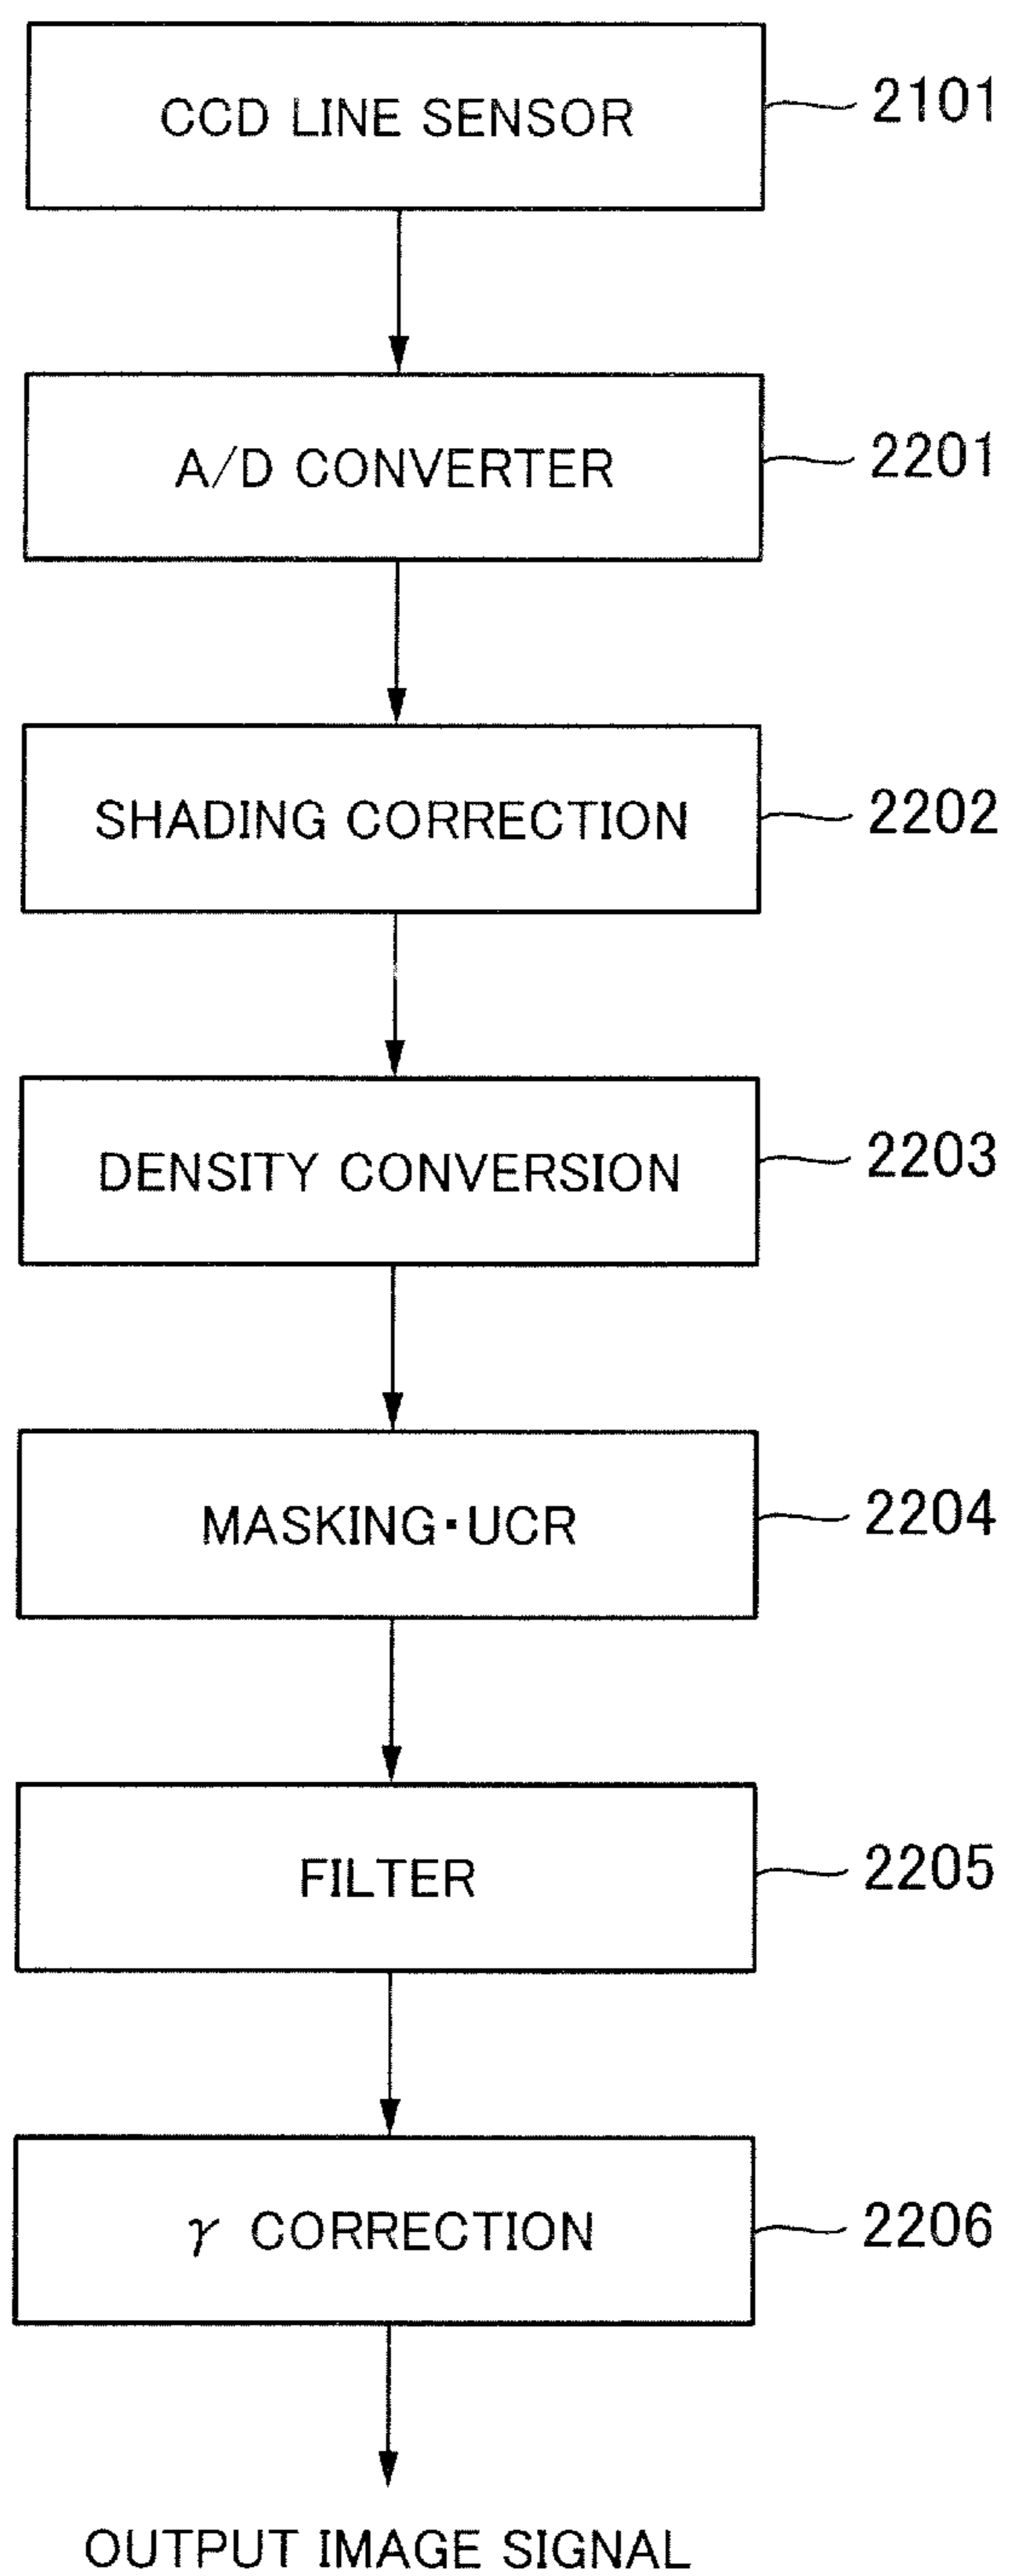 CCD LINE SENSOR
2101
A/D CONVERTER
2201
SHADING CORRECTION
2202
DENSITY CONVERSION
2203
MASKING・UCR
2204
FILTER
2205
γ CORRECTION
2206
OUTPUT IMAGE SIGNAL